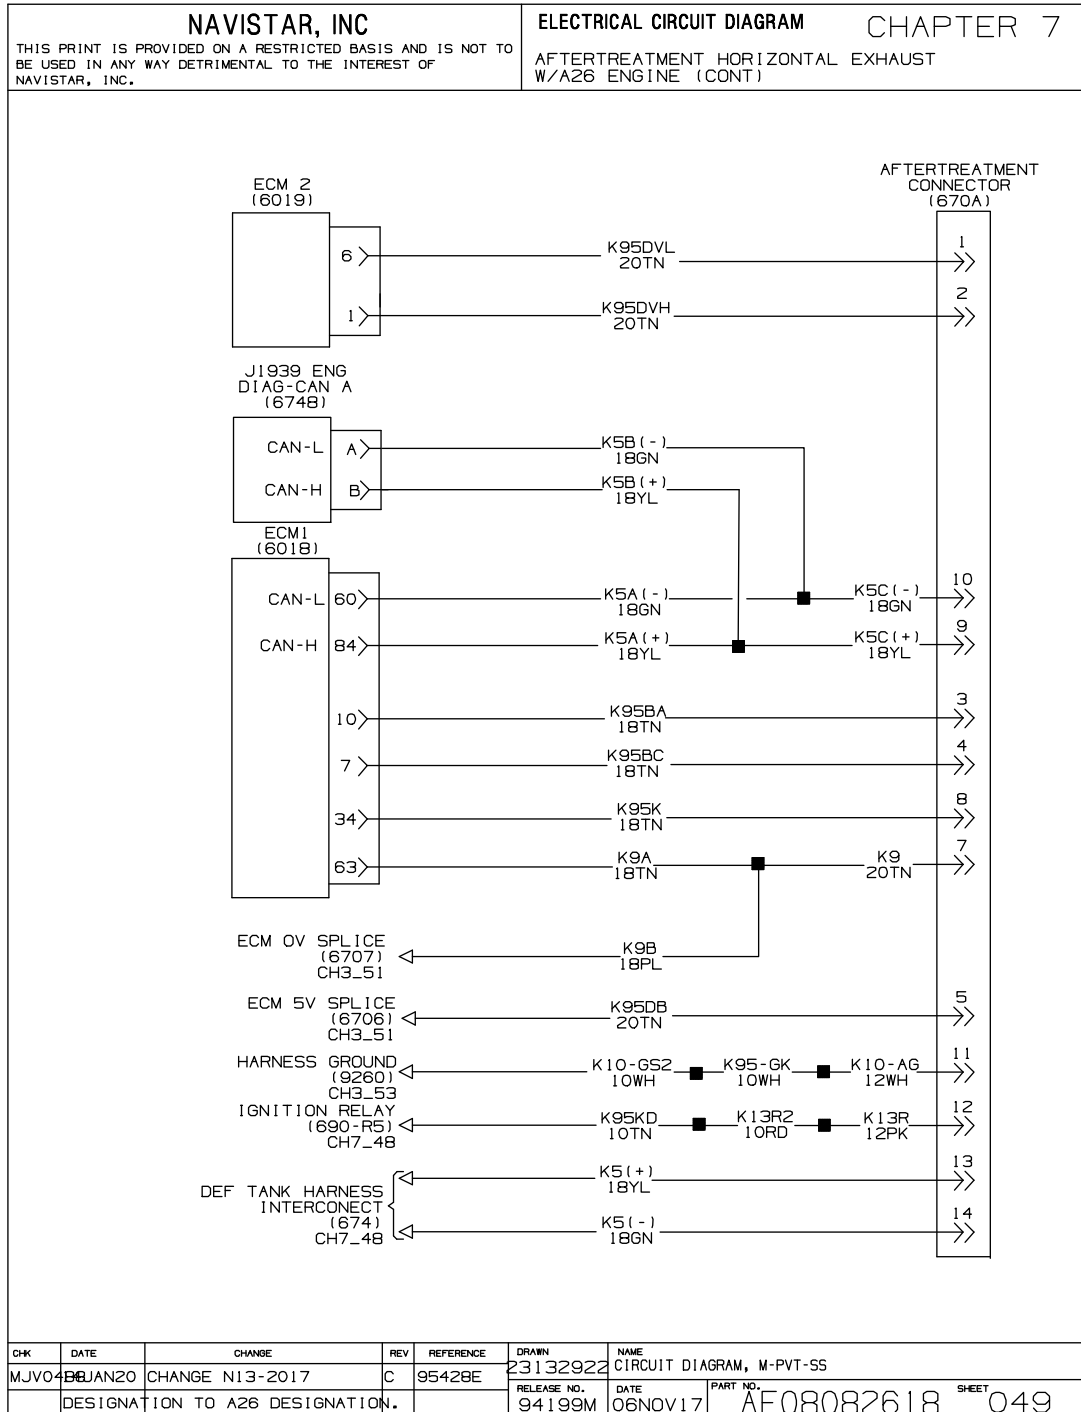 NAVISTAR, INC
THIS PRINT IS PROVIDED ON A RESTRICTED BASIS AND IS NOT TO
BE USED IN ANY WAY DETRIMENTAL TO THE INTEREST OF
NAVISTAR, INC.
ELECTRICAL CIRCUIT DIAGRAM
CHAPTER 7
AFTERTREATMENT HORIZONTAL EXHAUST
W/A26 ENGINE (CONT)
AFTERTREATMENT
CONNECTOR
(670A)
ECM 2
(6019)
6
K95DVL
20TN
1
1
K95DVH
20TN
2
J1939 ENG
DIAG-CAN A
(6748)
CAN-L A
K5B(-)
18GN
CAN-H B
K5B(+)
18YL
ECM1
(6018)
CAN-L 60
K5A(-)
18GN
K5C(-)
18GN
10
CAN-H 84
K5A(+)
18YL
K5C(+)
18YL
9
10
K95BA
18TN
3
7
K95BC
18TN
4
34
K95K
18TN
8
63
K9A
18TN
K9
20TN
7
ECM 0V SPLICE
(6707)
CH3_51
K9B
18PL
ECM 5V SPLICE
(6706)
CH3_51
K95DB
20TN
5
HARNESS GROUND
(9260)
CH3_53
K10-GS2
10WH
K95-GK
10WH
K10-AG
12WH
11
IGNITION RELAY
(690-R5)
CH7_48
K95KD
10TN
K13R2
10RD
K13R
12PK
12
DEF TANK HARNESS
INTERCONECT
(674)
CH7_48
K5(+)
18YL
13
K5(-)
18GN
14
CHK DATE CHANGE REV REFERENCE
JAN20 CHANGE N13-2017 C 95428E
DESIGNATION TO A26 DESIGNATION.
DRAWN
23132922
NAME
CIRCUIT DIAGRAM, M-PVT-SS
RELEASE NO.
94199M
DATE
06NOV17
PART NO.
AF08082618
SHEET
049